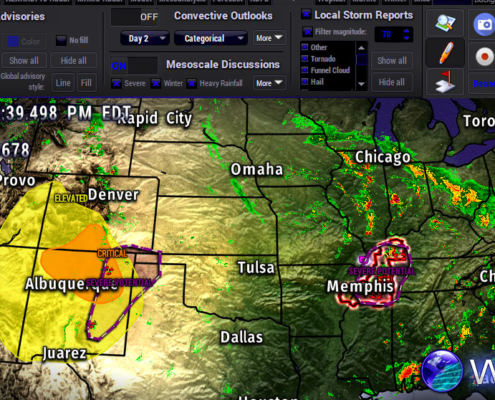 dvisories
OFF
Convective Outlooks
Local Storm Reports
Color
No fill
Day 2
Categorical
More
Filter magnitude:
Show all
Hide all
ON
Mesoscale Discussions
Other
Tornado
Funnel Cloud
Hail
Show all
Hide all
Global advisory
style:
Line
Fill
Severe
Winter
Heavy Rainfall
More
:39.498 PM EDT
Rapid City
678
Provo
Toro
Chicago
Omaha
ELEVATED
Denver
CRITICAL
SEVERE POTENTIAL
Albuquerque
SEVERE POTENTIAL
Tulsa
Memphis
Ch
Juarez
Dallas
W
Houston